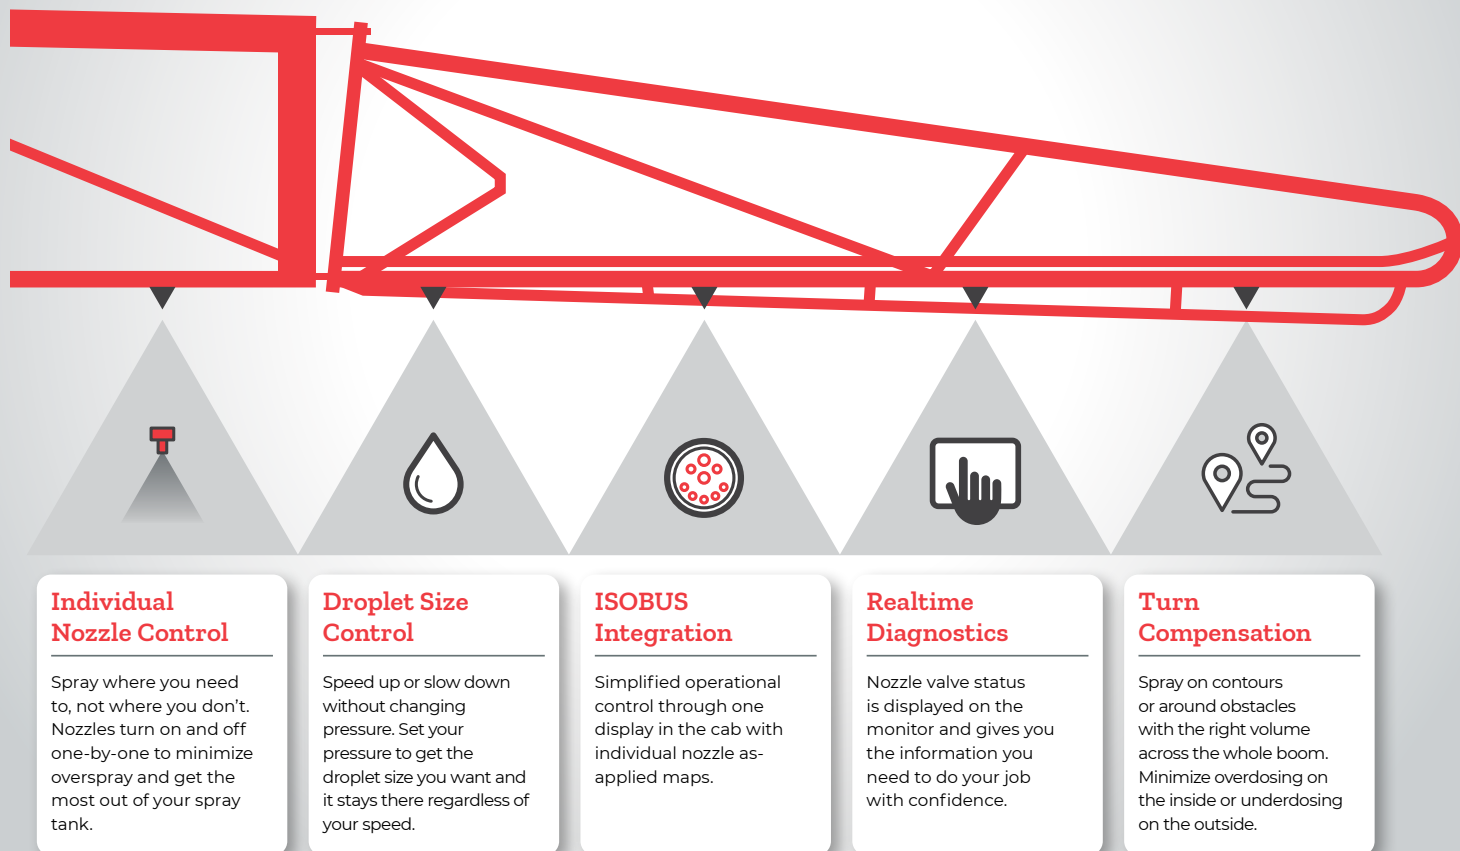 Individual
Nozzle Control
Spray where you need
to, not where you don’t.
Nozzles turn on and off
one-by-one to minimize
overspray and get the
most out of your spray
tank.
Droplet Size
Control
Speed up or slow down
without changing
pressure. Set your
pressure to get the
droplet size you want and
it stays there regardless of
your speed.
ISOBUS
Integration
Simplified operational
control through one
display in the cab with
individual nozzle as-
applied maps.
Realtime
Diagnostics
Nozzle valve status
is displayed on the
monitor and gives you
the information you
need to do your job
with confidence.
Turn
Compensation
Spray on contours
or around obstacles
with the right volume
across the whole boom.
Minimize overdosing on
the inside or underdosing
on the outside.